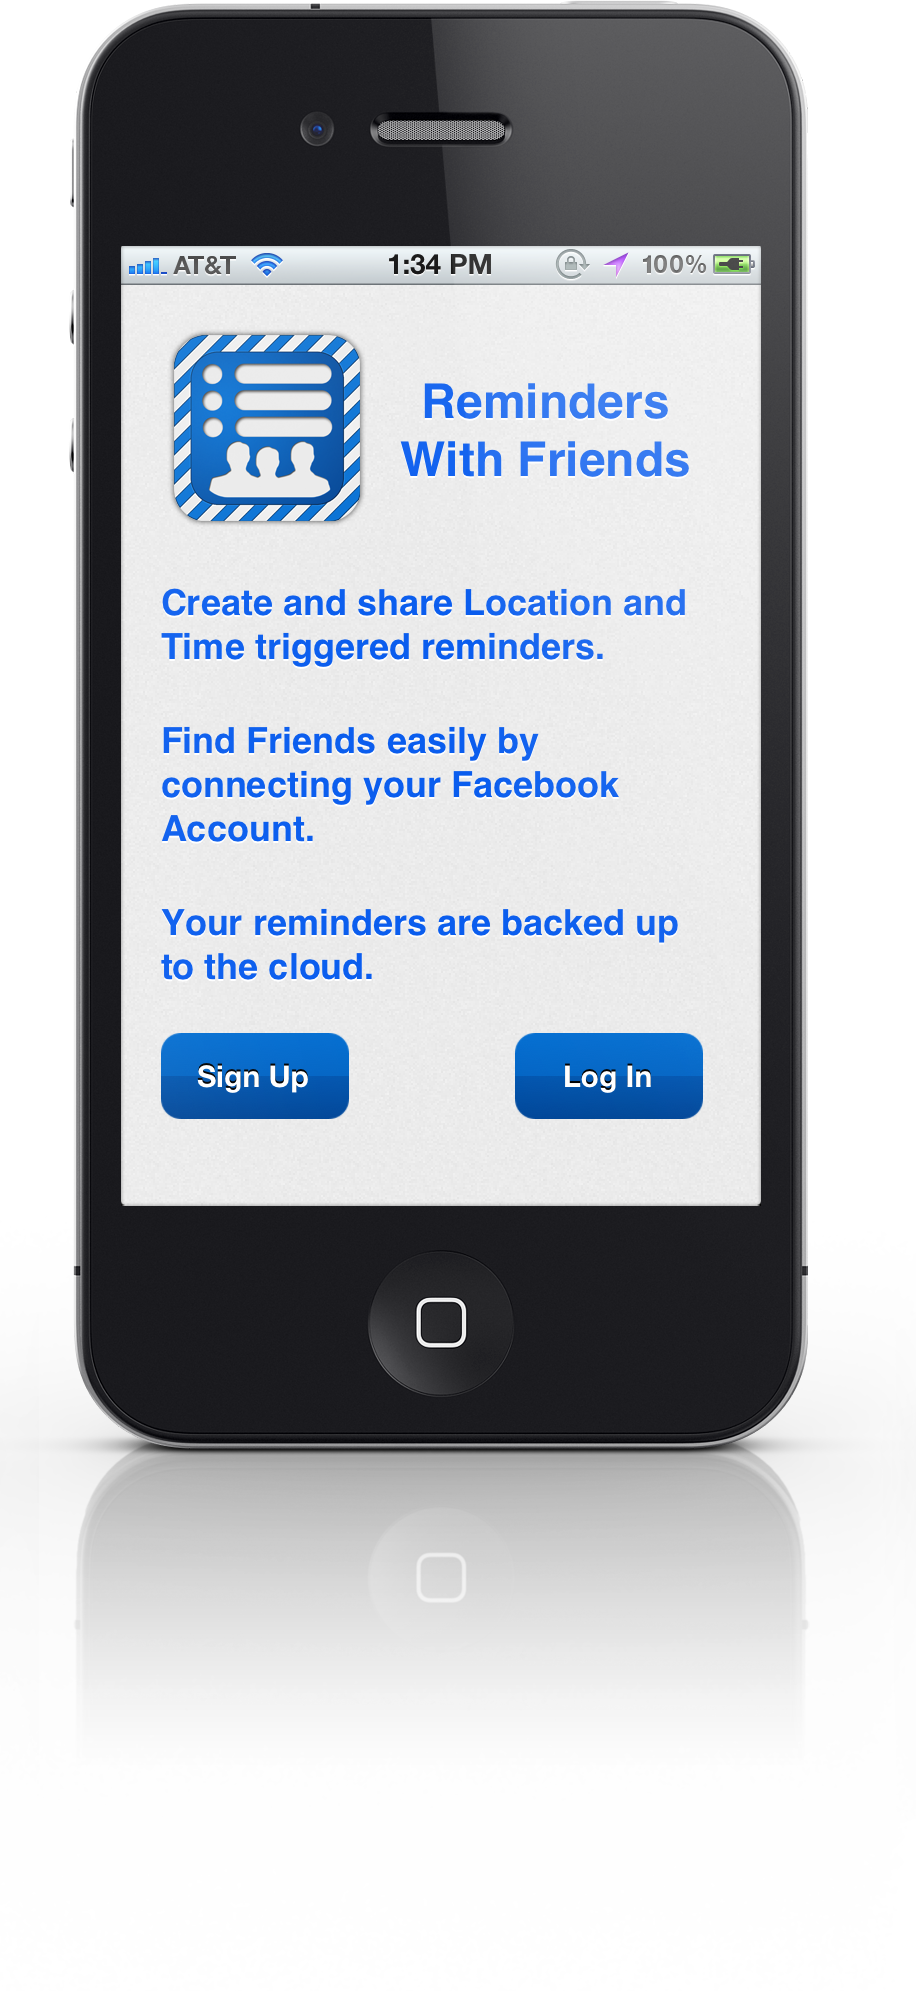 AT&T 1:34 PM 100%
Reminders
With Friends
Create and share Location and
Time triggered reminders.
Find Friends easily by
connecting your Facebook
Account.
Your reminders are backed up
to the cloud.
Sign Up Log In